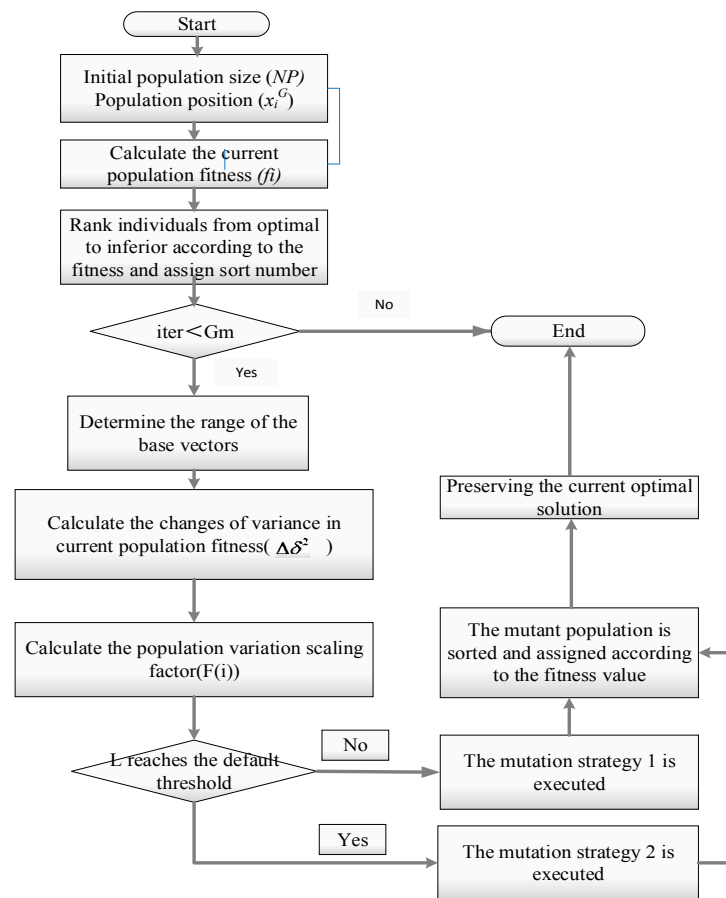 Start
Initial population size (NP)
Population position (xᵢᴳ)
Calculate the current
population fitness (fi)
Rank individuals from optimal
to inferior according to the
fitness and assign sort number
iter＜Gm
No
End
Yes
Determine the range of the
base vectors
Calculate the changes of variance in
current population fitness( Δδ² )
Calculate the population variation scaling
factor(F(i))
L reaches the default
threshold
No
The mutation strategy 1 is
executed
Yes
The mutation strategy 2 is
executed
The mutant population is
sorted and assigned according
to the fitness value
Preserving the current optimal
solution